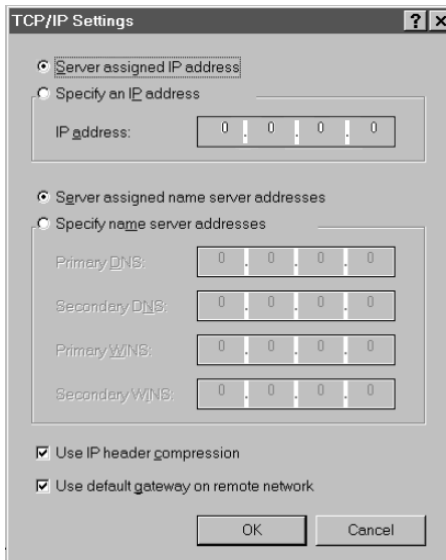 TCP/IP Settings ? ×
Server assigned IP address
Specify an IP address
IP address: 0 . 0 . 0 . 0
Server assigned name server addresses
Specify name server addresses
Primary DNS: 0 . 0 . 0 . 0
Secondary DNS: 0 . 0 . 0 . 0
Primary WINS: 0 . 0 . 0 . 0
Secondary WINS: 0 . 0 . 0 . 0
Use IP header compression
Use default gateway on remote network
OK Cancel